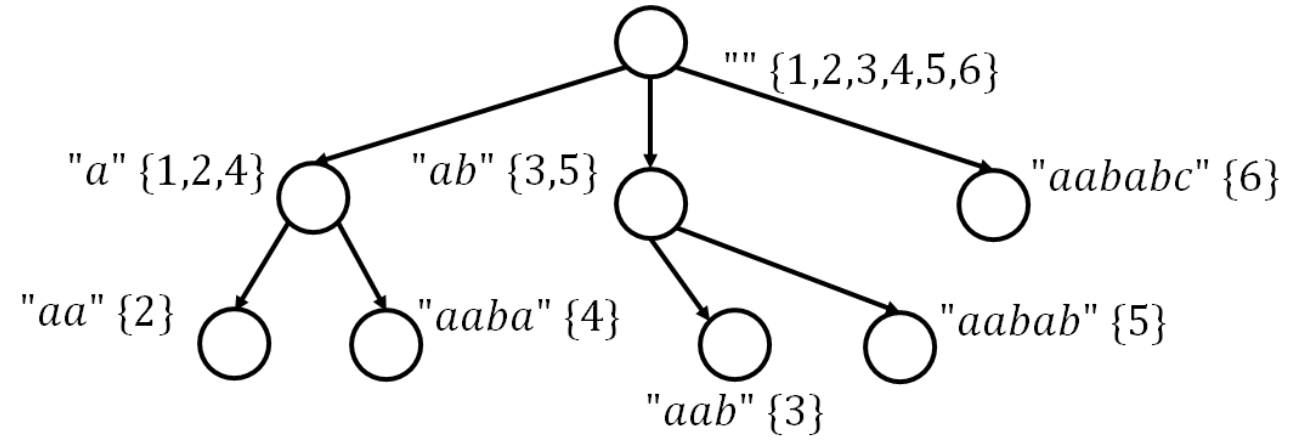 "" {1,2,3,4,5,6}
"a" {1,2,4}
"ab" {3,5}
"aababc" {6}
"aa" {2}
"aaba" {4}
"aabab" {5}
"aab" {3}